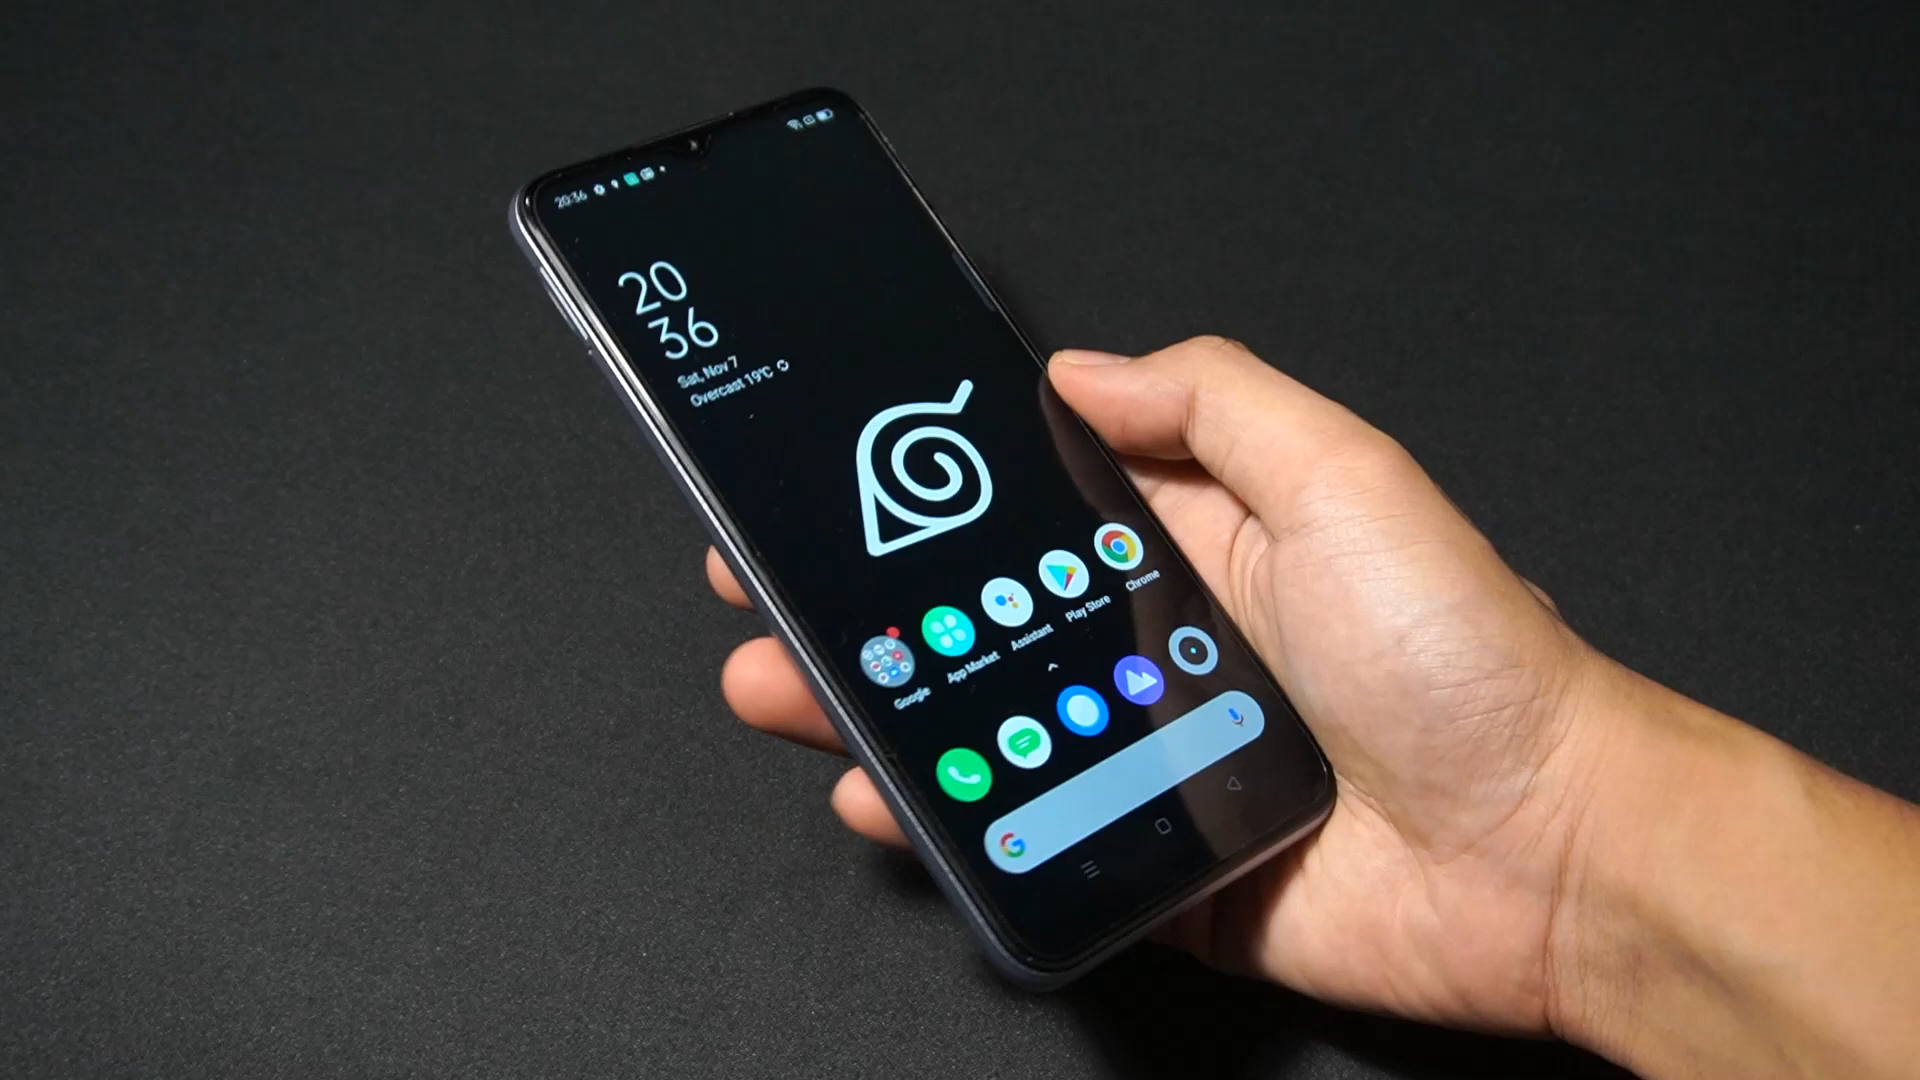 20:36
20
36
Sat, Nov 7
Overcast 19°C
Google
App Market
Assistant
Play Store
Chrome